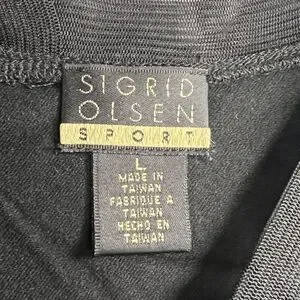 SIGRID
OLSEN
SPORT
L
MADE IN
TAIWAN
FABRIQUE A
TAIWAN
HECHO EN
TAIWAN